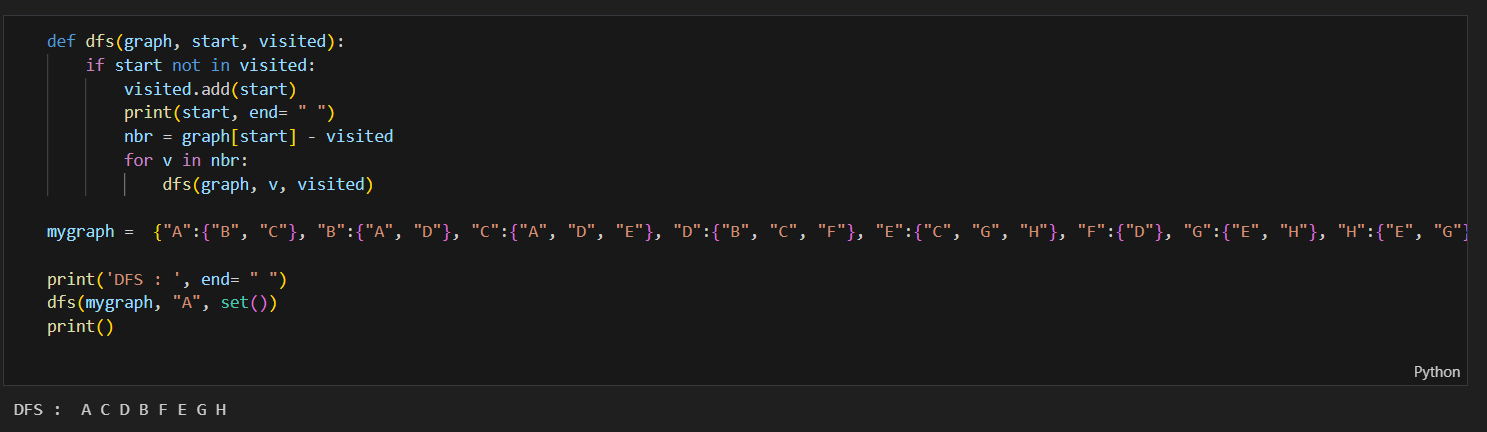 def dfs(graph, start, visited):
    if start not in visited:
        visited.add(start)
        print(start, end= " ")
        nbr = graph[start] - visited
        for v in nbr:
            dfs(graph, v, visited)
mygraph =  {"A":{"B", "C"}, "B":{"A", "D"}, "C":{"A", "D", "E"}, "D":{"B", "C", "F"}, "E":{"C", "G", "H"}, "F":{"D"}, "G":{"E", "H"}, "H":{"E", "G"}
print('DFS : ', end= " ")
dfs(mygraph, "A", set())
print()
Python
DFS :  A C D B F E G H